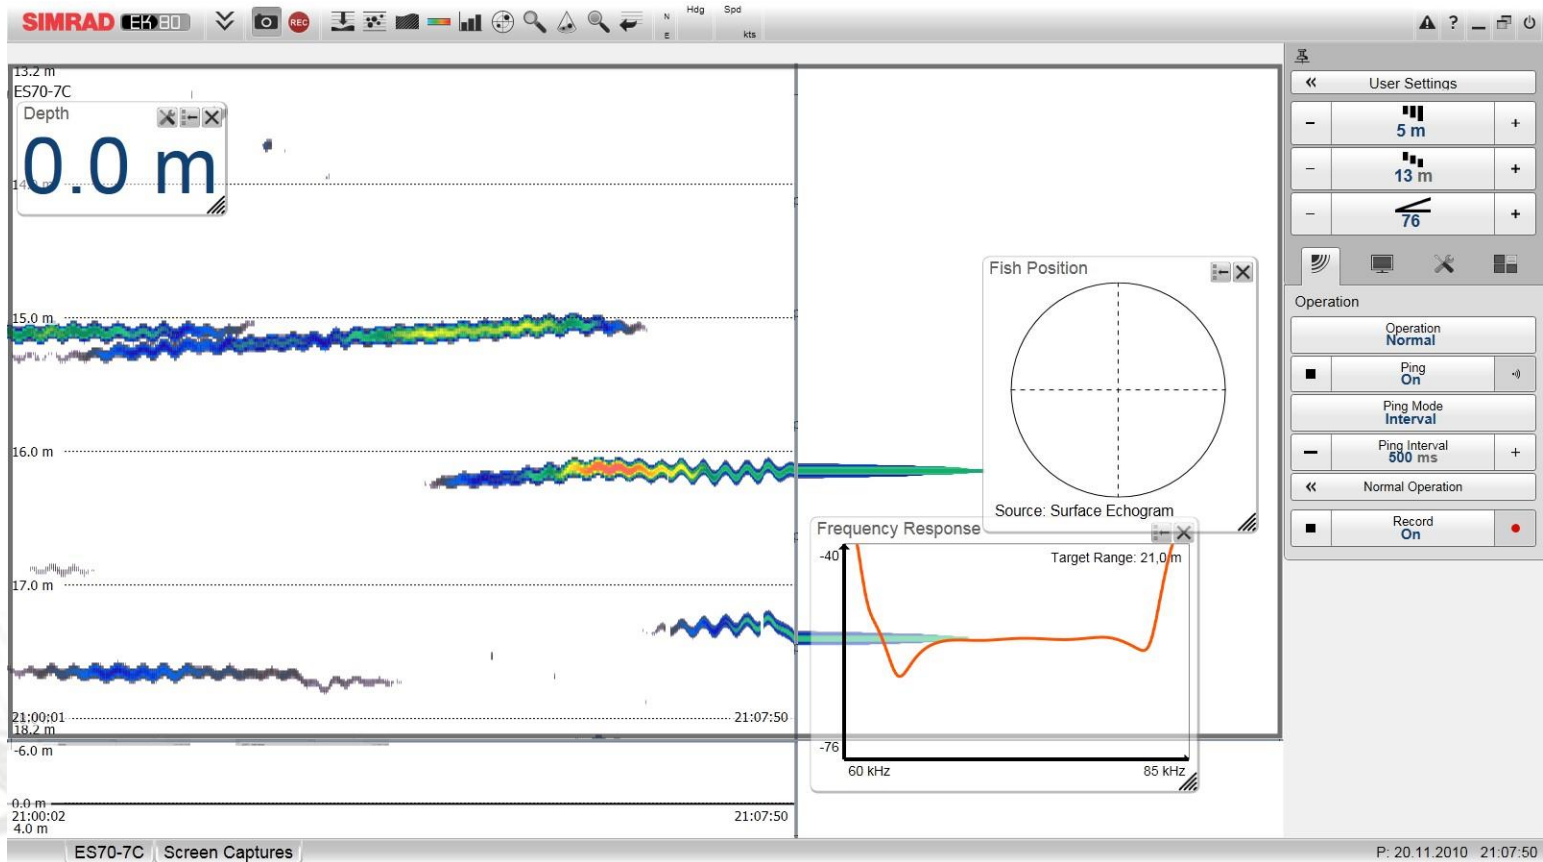 SIMRAD EK80
REC
N
E
Hdg
Spd
kts
?
13.2 m
ES70-7C
Depth
0.0 m
15.0 m
16.0 m
17.0 m
21:00:01
21:07:50
18.2 m
-6.0 m
0.0 m
21:00:02
21:07:50
4.0 m
Fish Position
Source: Surface Echogram
Frequency Response
-40
Target Range: 21,0 m
-76
60 kHz
85 kHz
User Settings
- 5 m +
- 13 m +
- 76 +
Operation
Operation
Normal
Ping
On
Ping Mode
Interval
Ping Interval
- 500 ms +
Normal Operation
Record
On
ES70-7C
Screen Captures
P: 20.11.2010 21:07:50